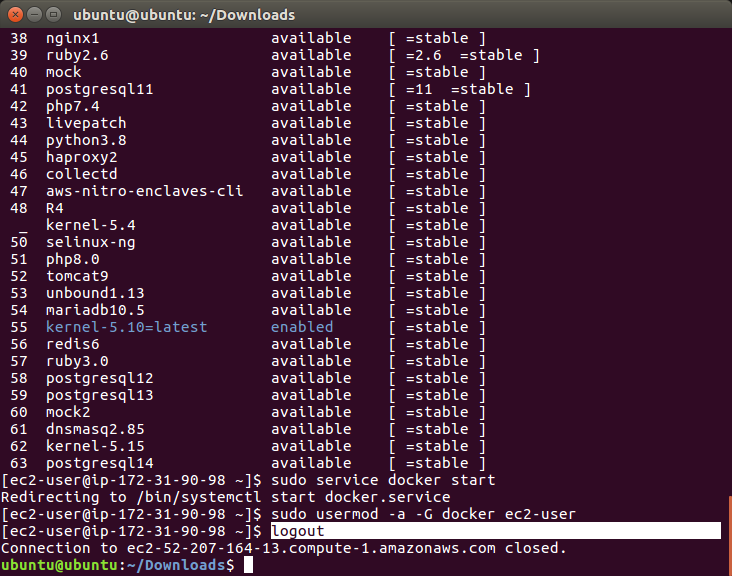 ubuntu@ubuntu: ~/Downloads
38 nginx1 available [ =stable ]
39 ruby2.6 available [ =2.6 =stable ]
40 mock available [ =stable ]
41 postgresql11 available [ =11 =stable ]
42 php7.4 available [ =stable ]
43 livepatch available [ =stable ]
44 python3.8 available [ =stable ]
45 haproxy2 available [ =stable ]
46 collectd available [ =stable ]
47 aws-nitro-enclaves-cli available [ =stable ]
48 R4 available [ =stable ]
_ kernel-5.4 available [ =stable ]
50 selinux-ng available [ =stable ]
51 php8.0 available [ =stable ]
52 tomcat9 available [ =stable ]
53 unbound1.13 available [ =stable ]
54 mariadb10.5 available [ =stable ]
55 kernel-5.10=latest enabled [ =stable ]
56 redis6 available [ =stable ]
57 ruby3.0 available [ =stable ]
58 postgresql12 available [ =stable ]
59 postgresql13 available [ =stable ]
60 mock2 available [ =stable ]
61 dnsmasq2.85 available [ =stable ]
62 kernel-5.15 available [ =stable ]
63 postgresql14 available [ =stable ]
[ec2-user@ip-172-31-90-98 ~]$ sudo service docker start
Redirecting to /bin/systemctl start docker.service
[ec2-user@ip-172-31-90-98 ~]$ sudo usermod -a -G docker ec2-user
[ec2-user@ip-172-31-90-98 ~]$ logout
Connection to ec2-52-207-164-13.compute-1.amazonaws.com closed.
ubuntu@ubuntu:~/Downloads$